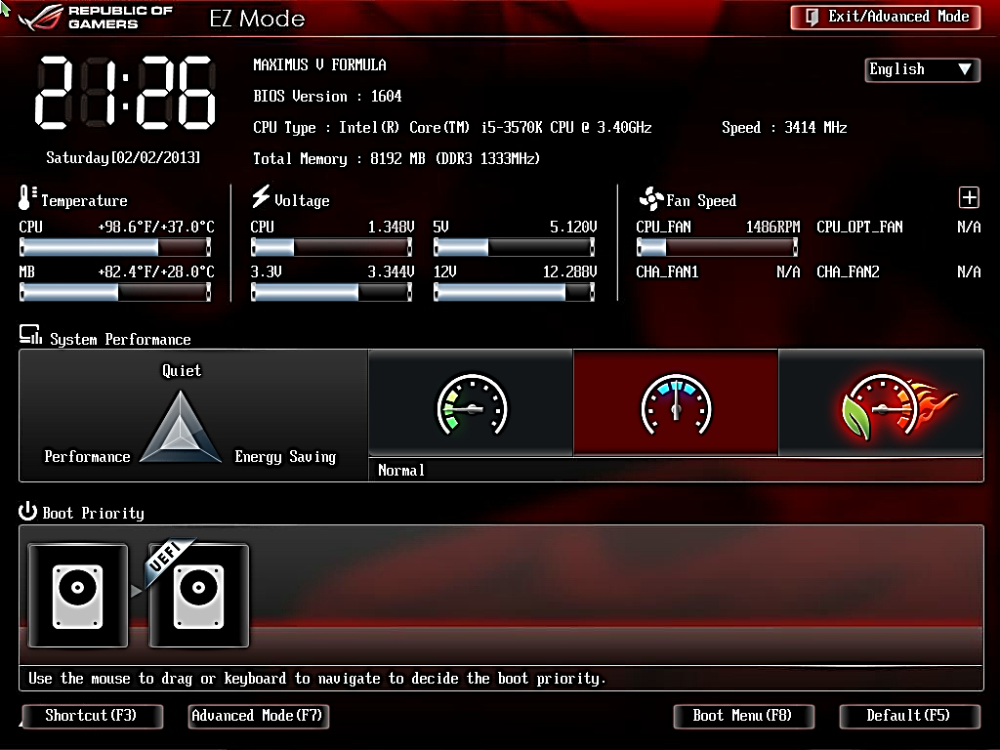 REPUBLIC OF
GAMERS
EZ Mode
Exit/Advanced Mode
21:26
Saturday[02/02/2013]
MAXIMUS V FORMULA
English
BIOS Version : 1604
CPU Type : Intel(R) Core(TM) i5-3570K CPU @ 3.40GHz Speed : 3414 MHz
Total Memory : 8192 MB (DDR3 1333MHz)
Temperature
CPU +98.6°F/+37.0°C
MB +82.4°F/+28.0°C
Voltage
CPU 1.348V 5V 5.120V
3.3V 3.344V 12V 12.288V
Fan Speed
CPU_FAN 1486RPM CPU_OPT_FAN N/A
CHA_FAN1 N/A CHA_FAN2 N/A
System Performance
Quiet
Performance Energy Saving
Normal
Boot Priority
UEFI
Use the mouse to drag or keyboard to navigate to decide the boot priority.
Shortcut(F3) Advanced Mode(F7) Boot Menu(F8) Default(F5)